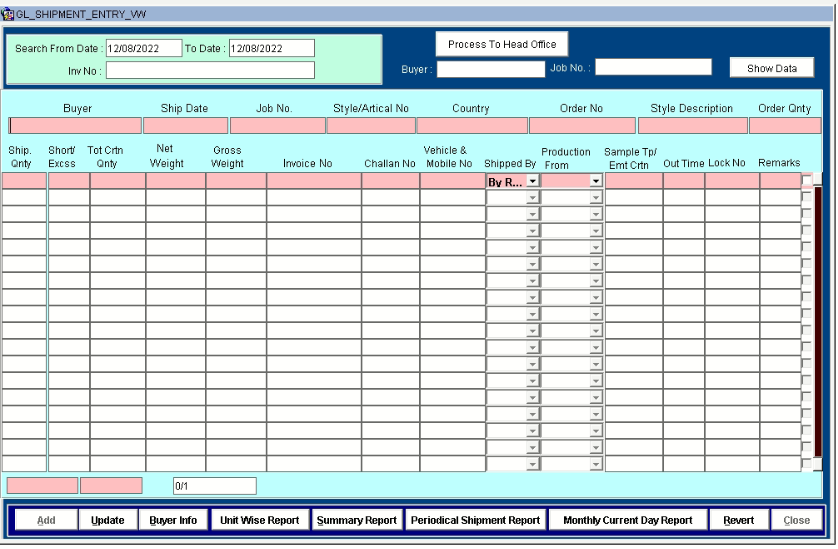 GL_SHIPMENT_ENTRY_VW
Search From Date : 12/08/2022 To Date : 12/08/2022
Process To Head Office
Inv No :
Buyer : Job No. : Show Data
Buyer Ship Date Job No. Style/Artical No Country Order No Style Description Order Qnty
Ship. Short/ Tot Crtn Net Gross Vehicle & Production Sample Tp/
Qnty Excss Qnty Weight Weight Invoice No Challan No Mobile No Shipped By From Emt Crtn Out Time Lock No Remarks
By R...
0/1
Add Update Buyer Info Unit Wise Report Summary Report Periodical Shipment Report Monthly Current Day Report Revert Close